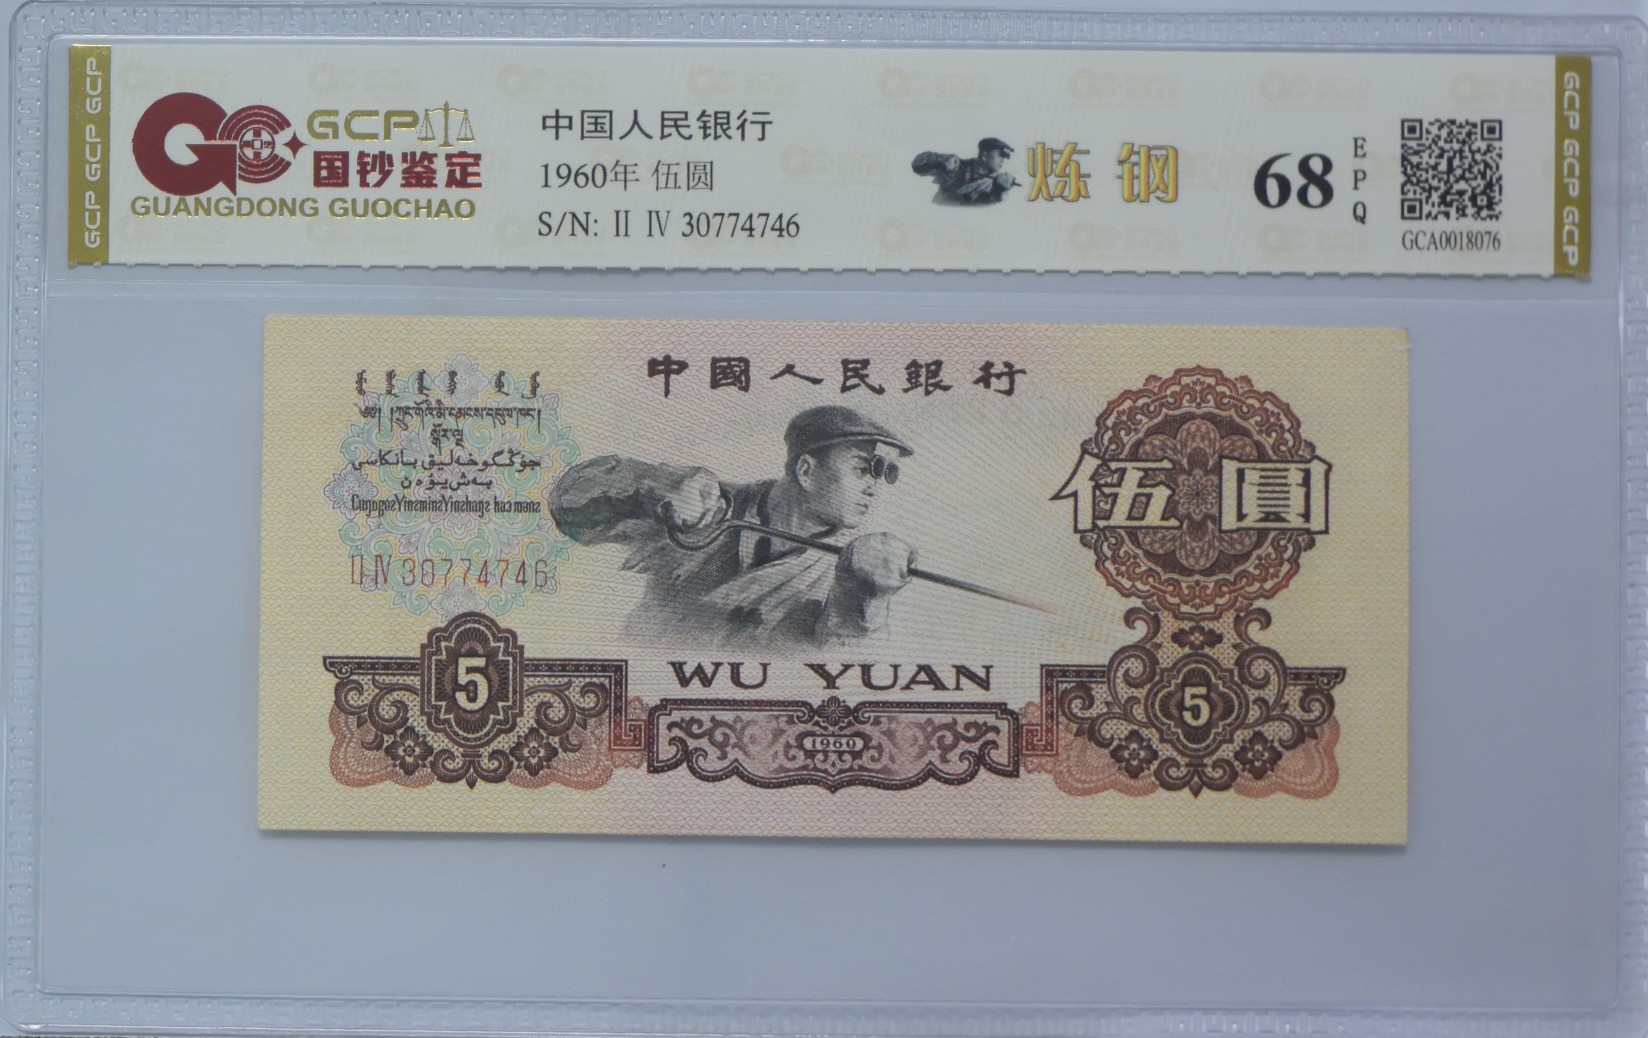 GCP GCP GCP
GCP
国钞鉴定
GUANGDONG GUOCHAO
中国人民银行
1960年 伍圆
S/N: Ⅱ Ⅳ 30774746
炼 钢
68
EPQ
GCA0018076
GCP GCP GCP
中國人民銀行
伍圓
ⅡⅣ 30774746
WU YUAN
5
1960
5